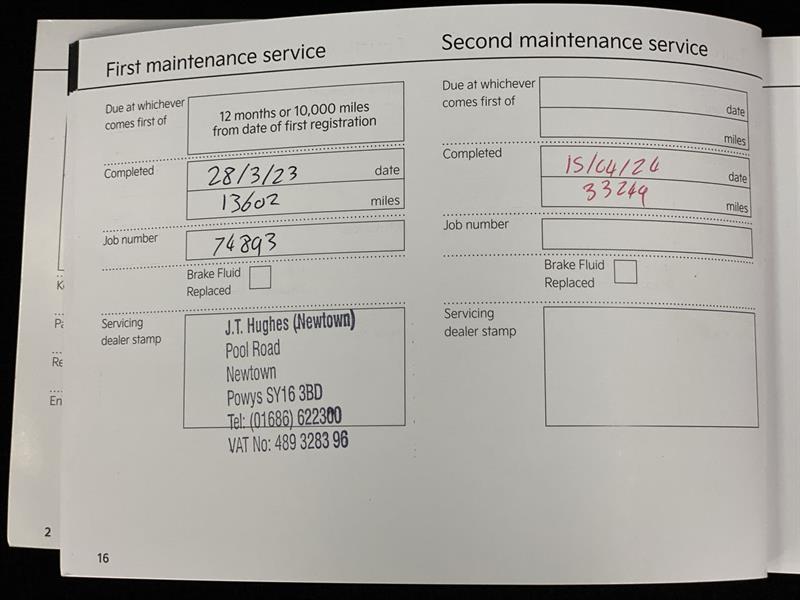 First maintenance service
Due at whichever
comes first of
12 months or 10,000 miles
from date of first registration
Completed
28/3/23 date
13602 miles
Job number
74893
Brake Fluid
Replaced
Servicing
dealer stamp
J.T. Hughes (Newtown)
Pool Road
Newtown
Powys SY16 3BD
Tel: (01686) 622300
VAT No: 489 3283 96
16
Second maintenance service
Due at whichever
comes first of
date
miles
Completed
15/04/24 date
33249 miles
Job number
Brake Fluid
Replaced
Servicing
dealer stamp
Pa
Re
En
2